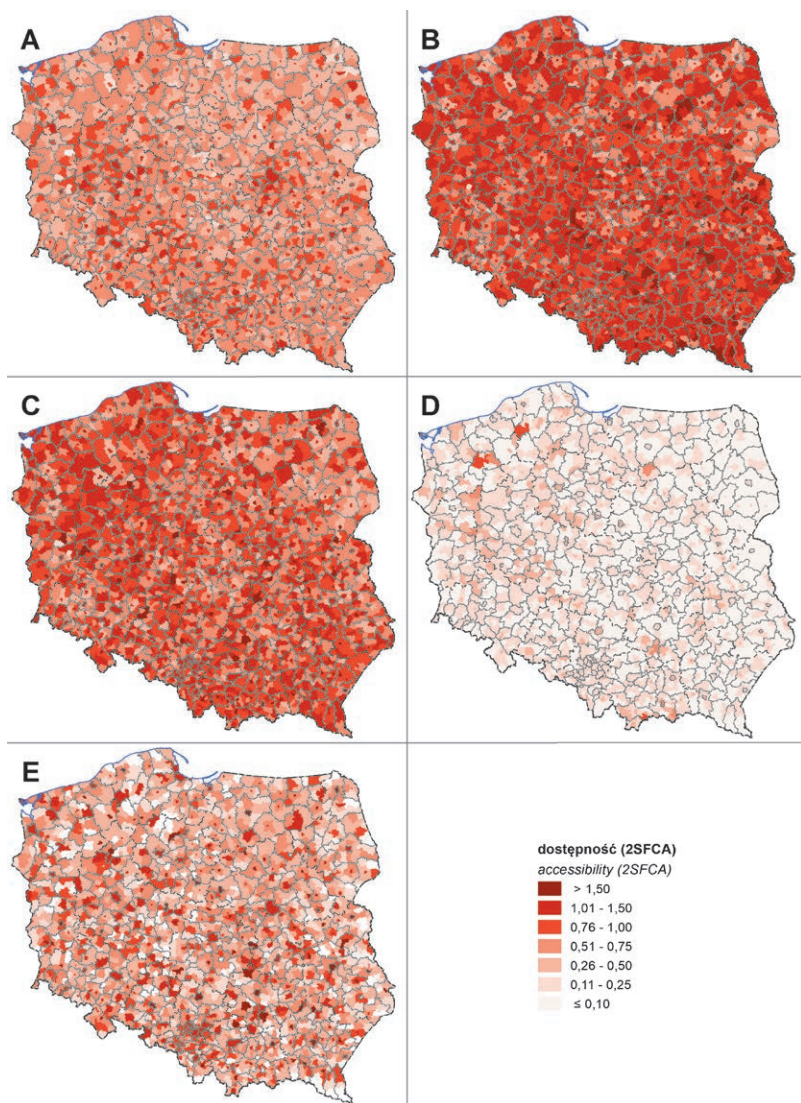 A
B
C
D
E
dostępność (2SFCA)
accessibility (2SFCA)
> 1,50
1,01 - 1,50
0,76 - 1,00
0,51 - 0,75
0,26 - 0,50
0,11 - 0,25
≤ 0,10